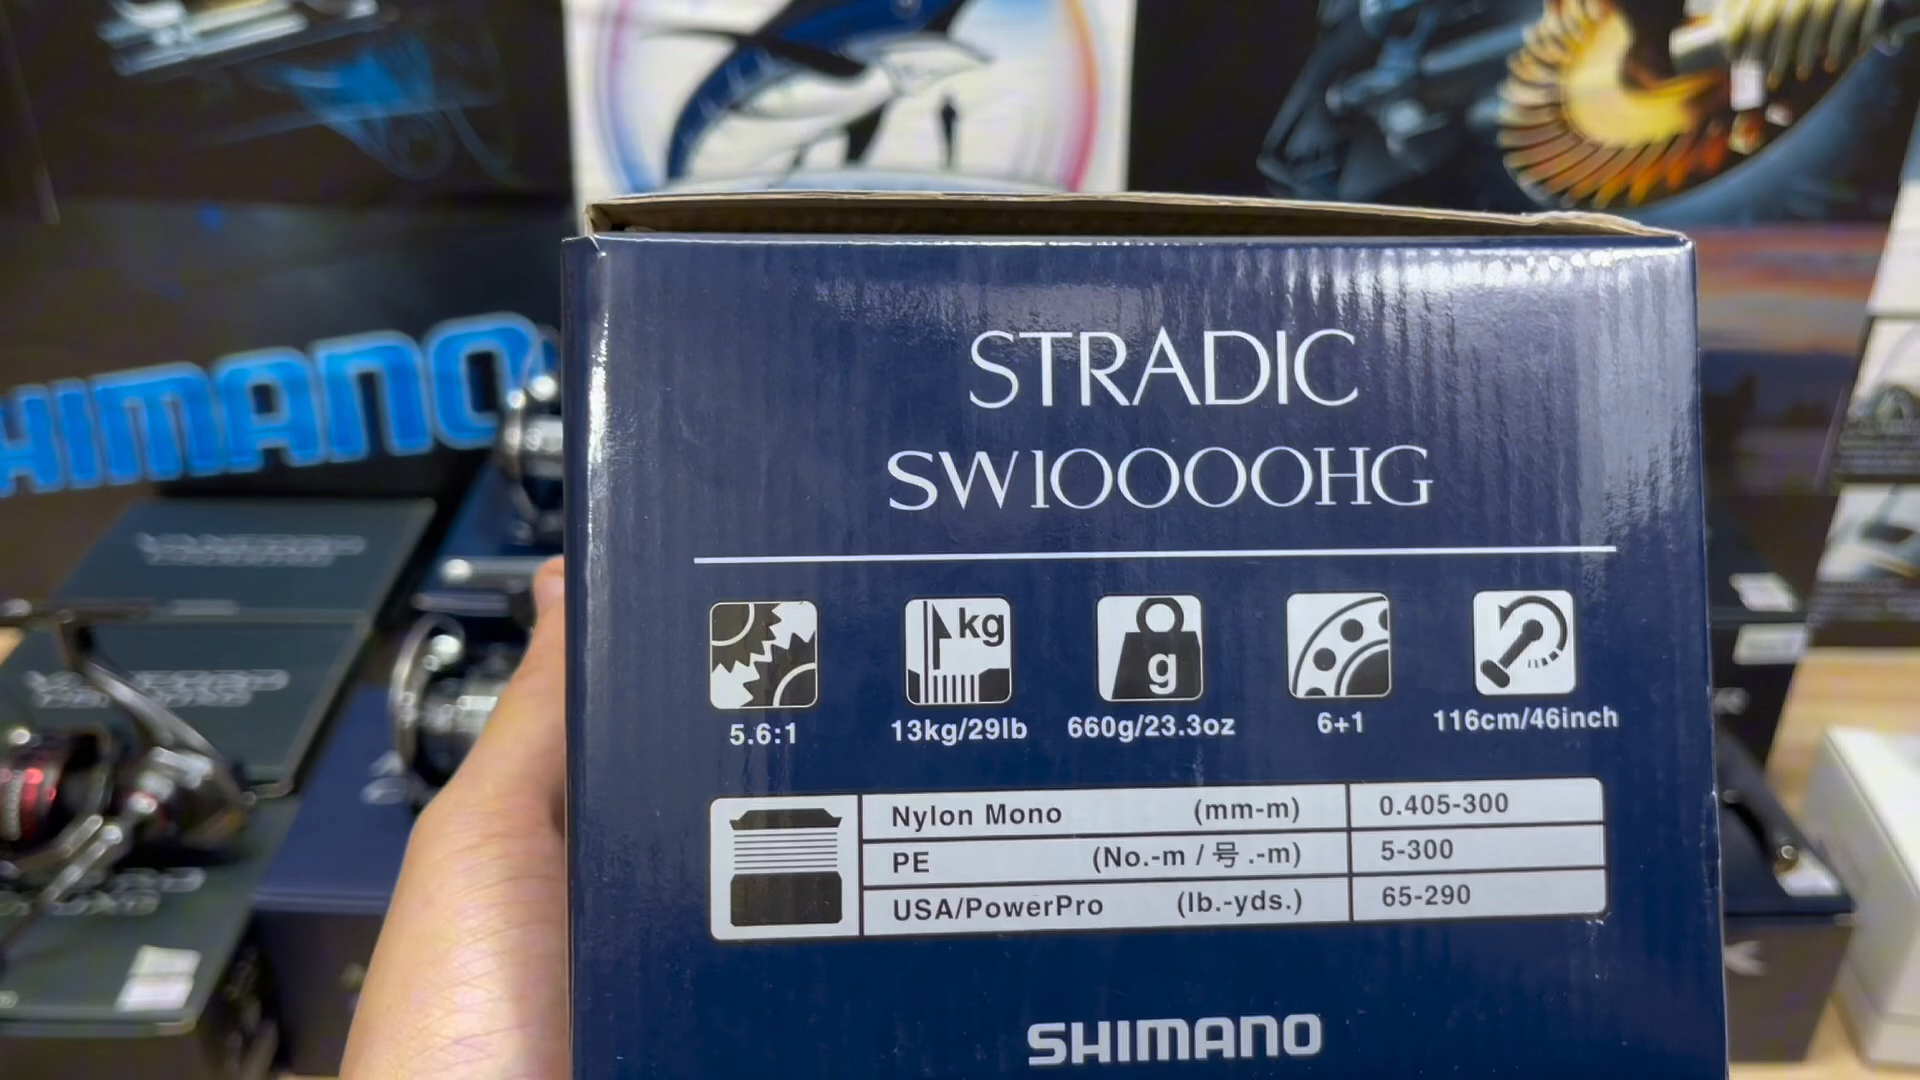 SHIMANO
STRADIC
SW10000HG
kg
g
5.6:1
13kg/29lb
660g/23.3oz
6+1
116cm/46inch
Nylon Mono (mm-m) 0.405-300
PE (No.-m / 号.-m) 5-300
USA/PowerPro (lb.-yds.) 65-290
SHIMANO